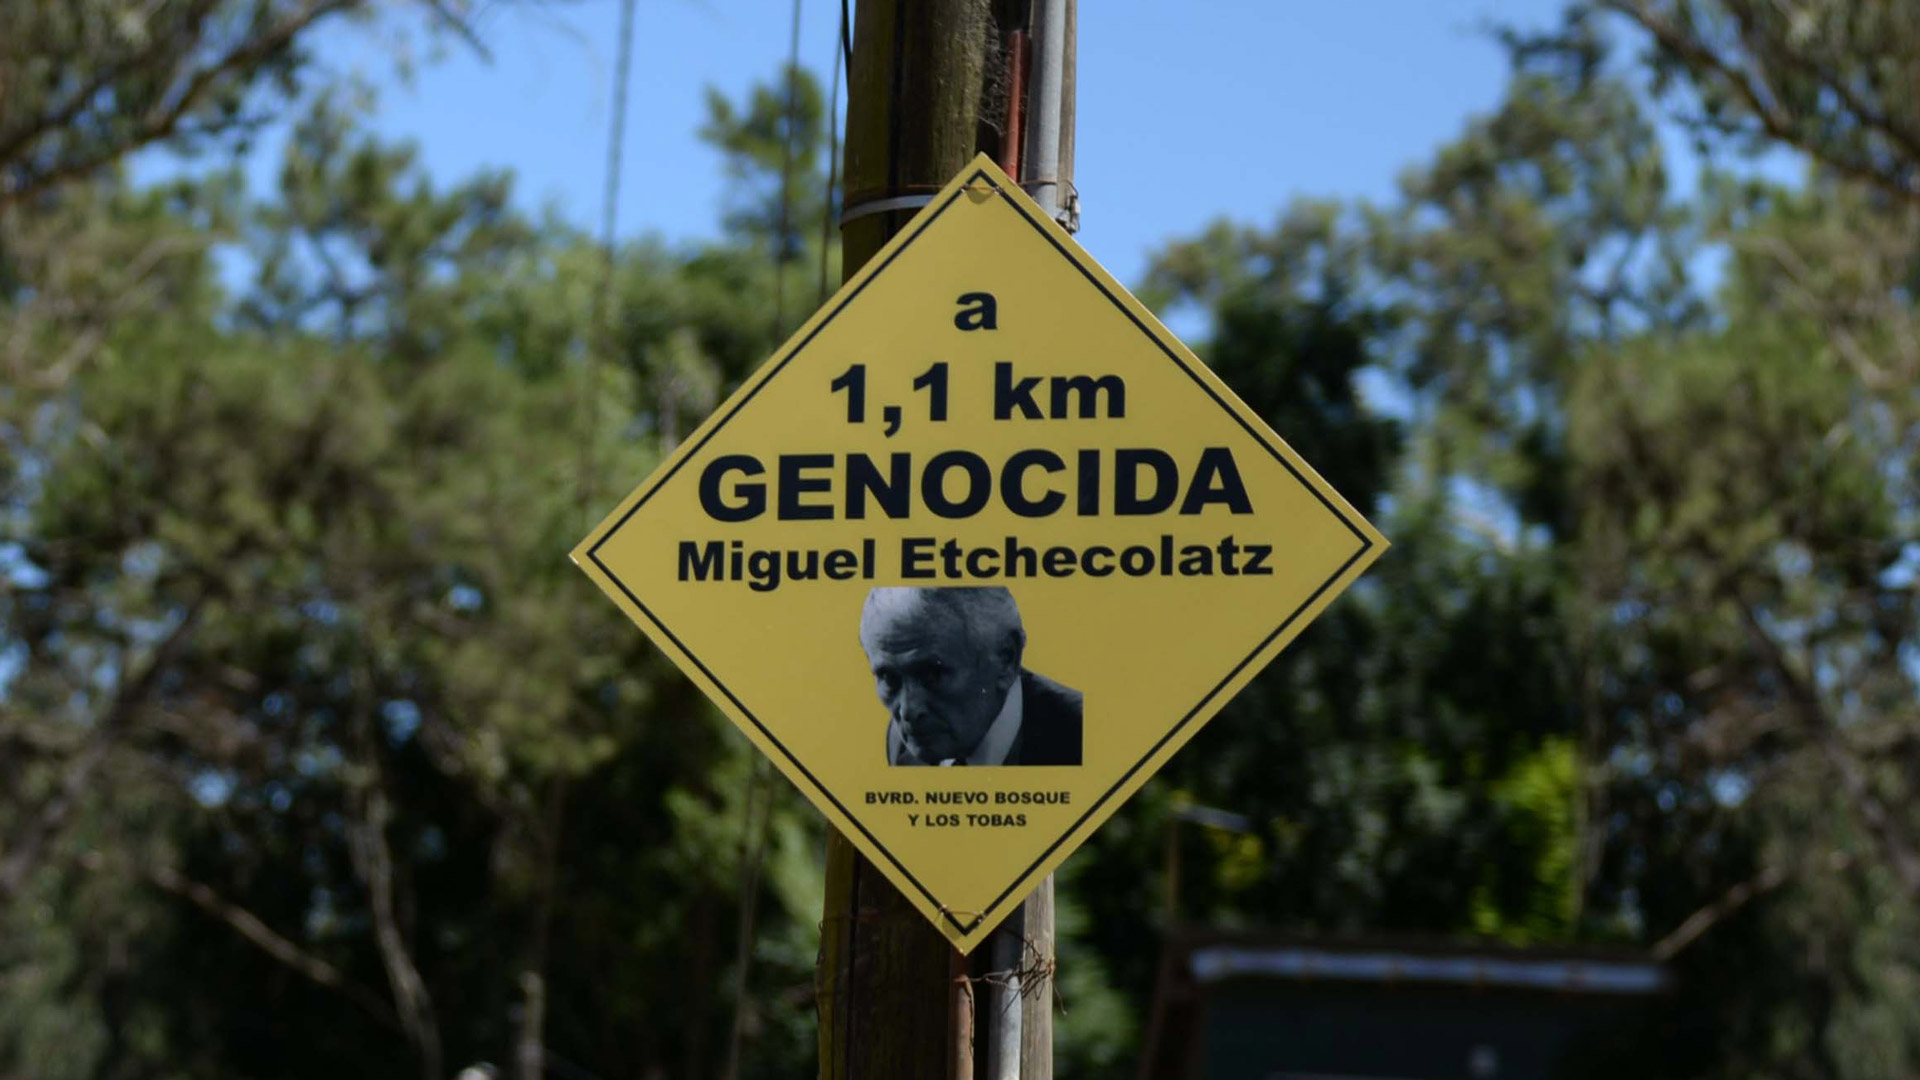 a
1,1 km
GENOCIDA
Miguel Etchecolatz
BVRD. NUEVO BOSQUE
Y LOS TOBAS